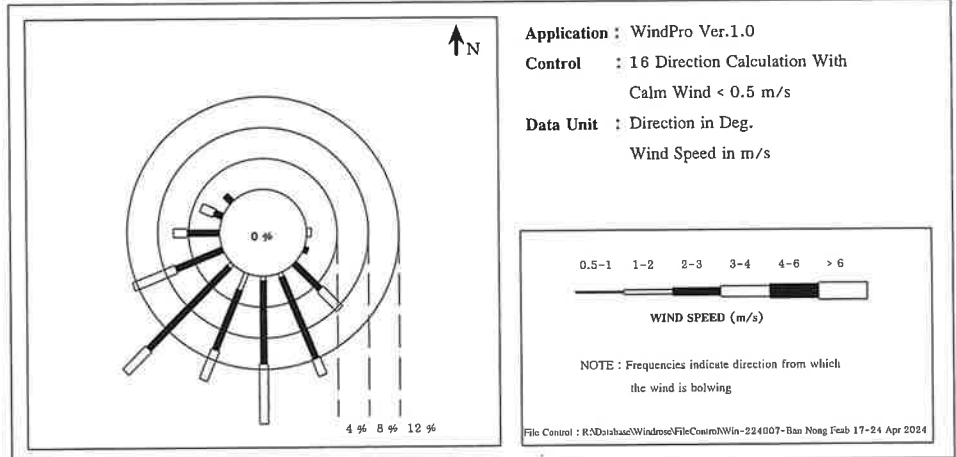 N
0 %
4 % 8 % 12 %
Application : WindPro Ver.1.0
Control : 16 Direction Calculation With
Calm Wind < 0.5 m/s
Data Unit : Direction in Deg.
Wind Speed in m/s
0.5-1 1-2 2-3 3-4 4-6 > 6
WIND SPEED (m/s)
NOTE : Frequencies indicate direction from which
the wind is bolwing
File Control : R:\Database\Windrose\FileControl\Win-224007-Ban Nong Feab 17-24 Apr 2024